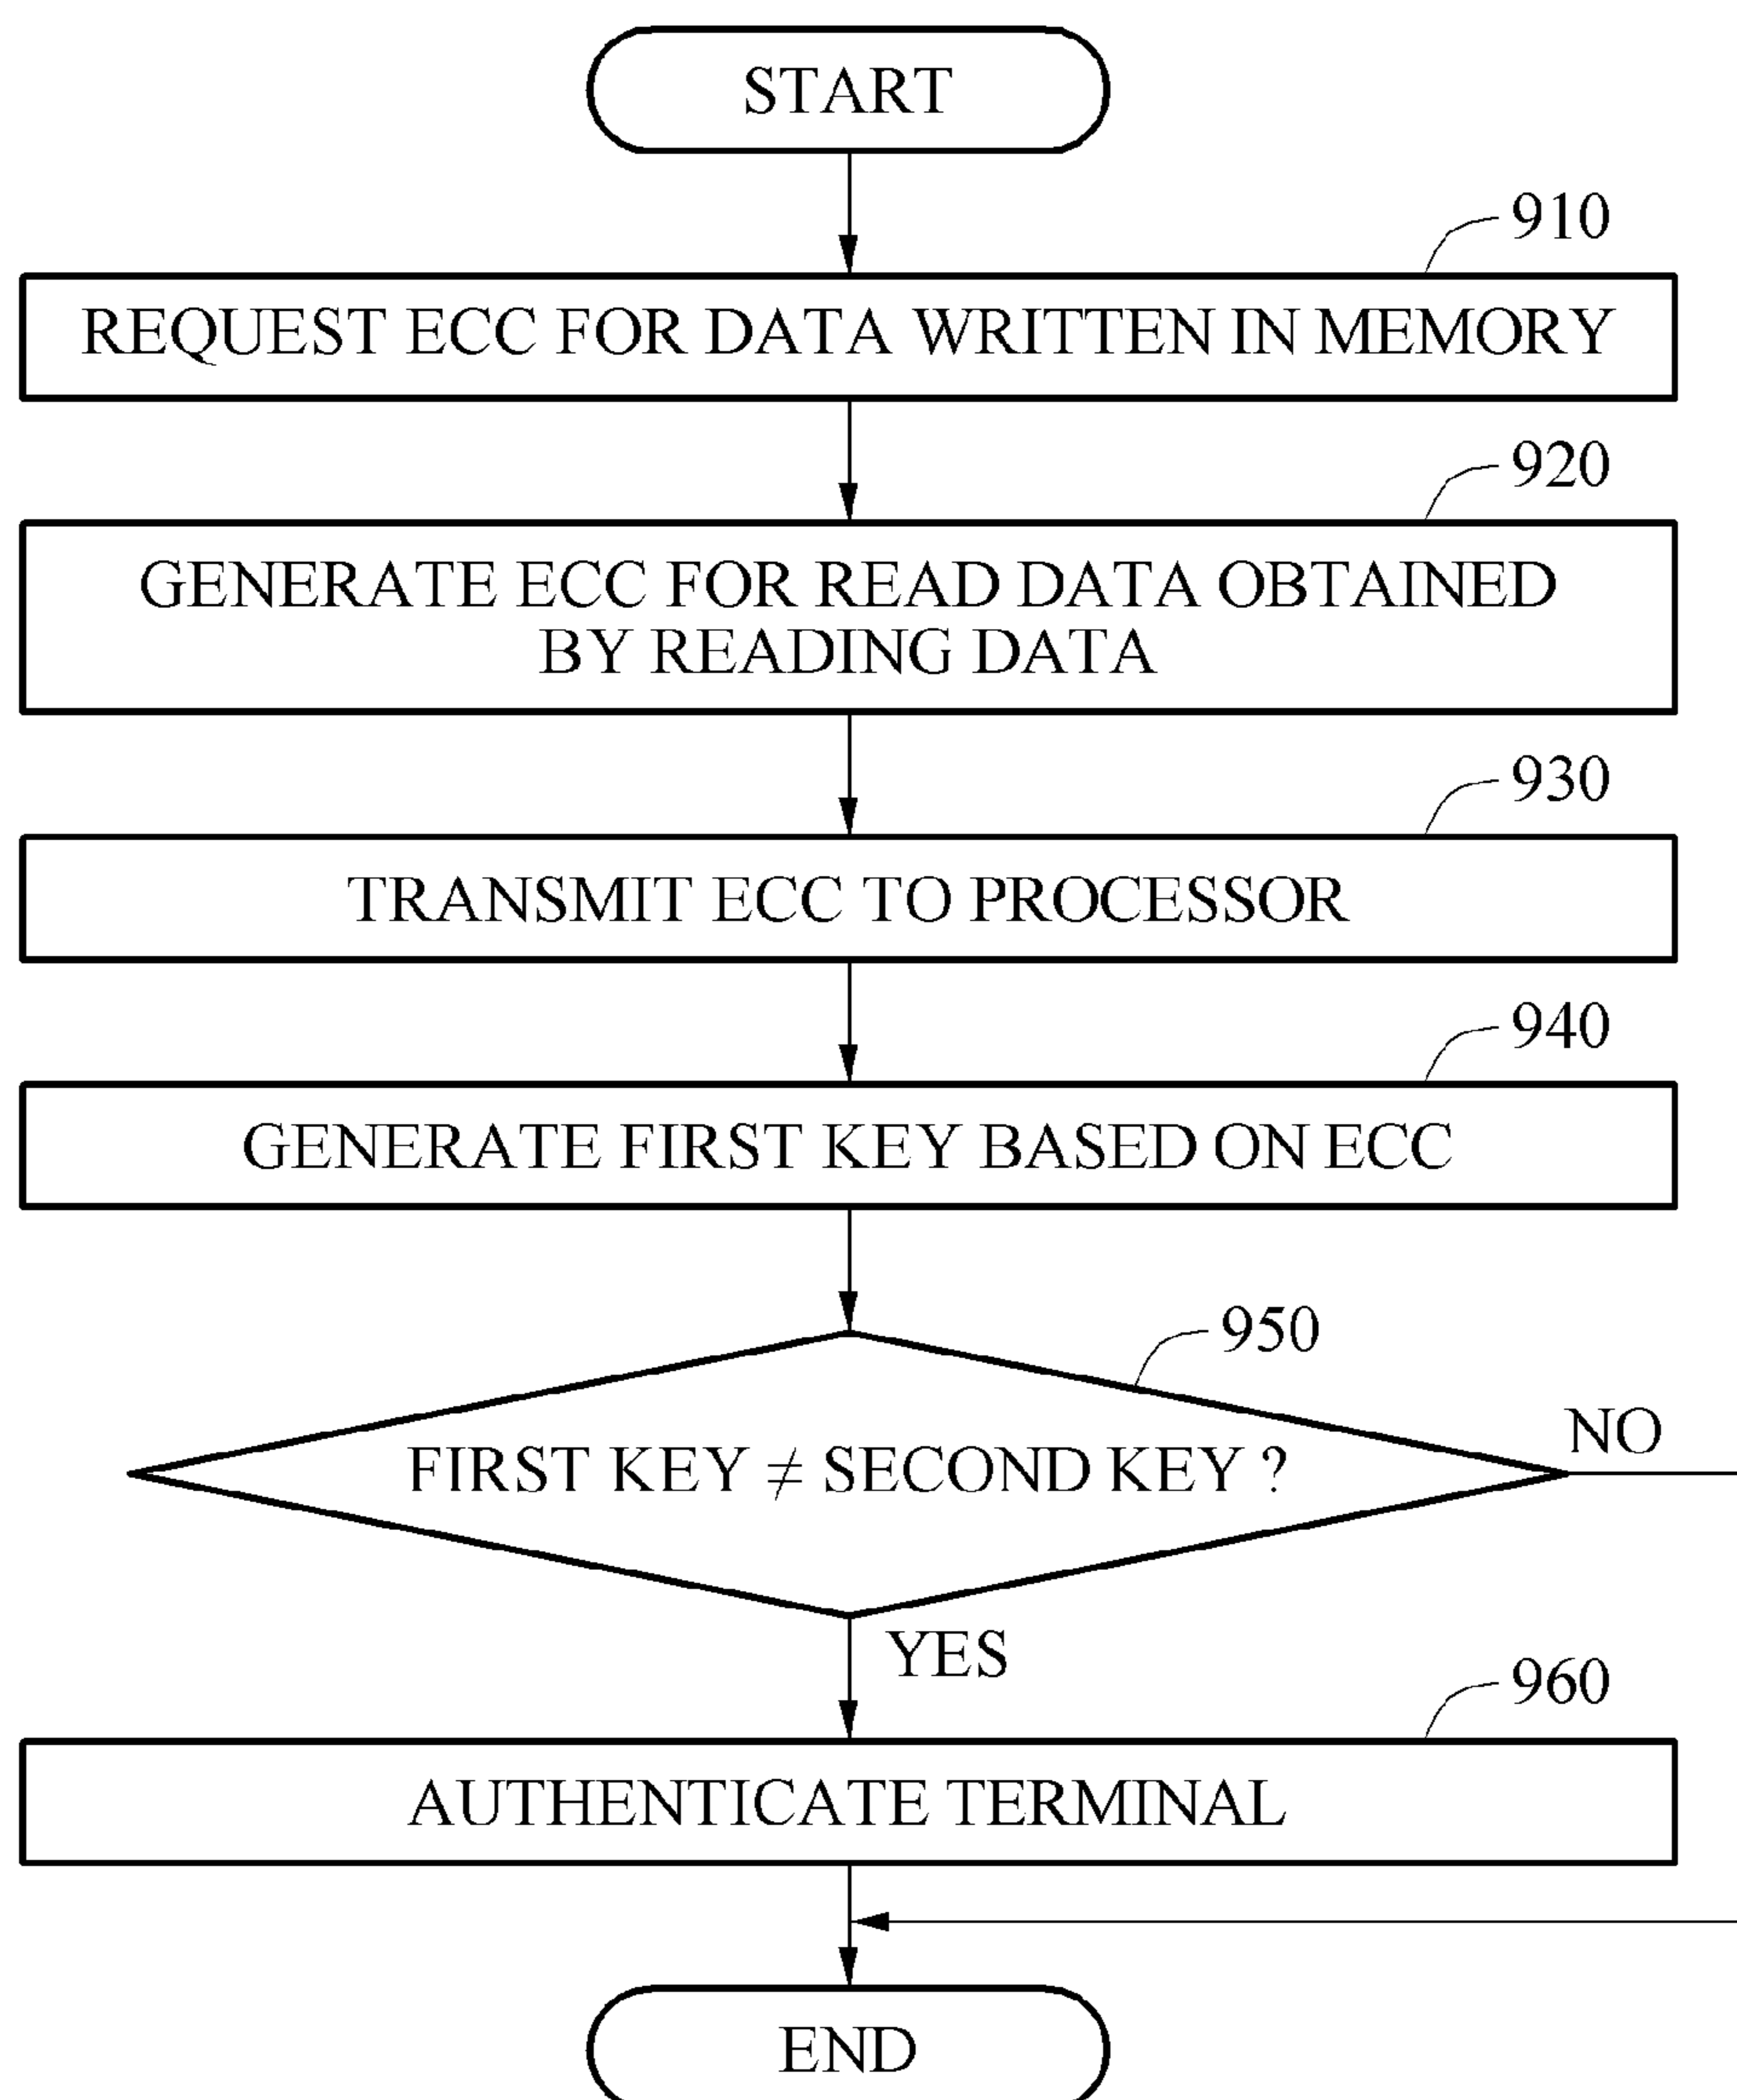 START
910
REQUEST ECC FOR DATA WRITTEN IN MEMORY
920
GENERATE ECC FOR READ DATA OBTAINED
BY READING DATA
930
TRANSMIT ECC TO PROCESSOR
940
GENERATE FIRST KEY BASED ON ECC
950
FIRST KEY ≠ SECOND KEY ?
NO
YES
960
AUTHENTICATE TERMINAL
END